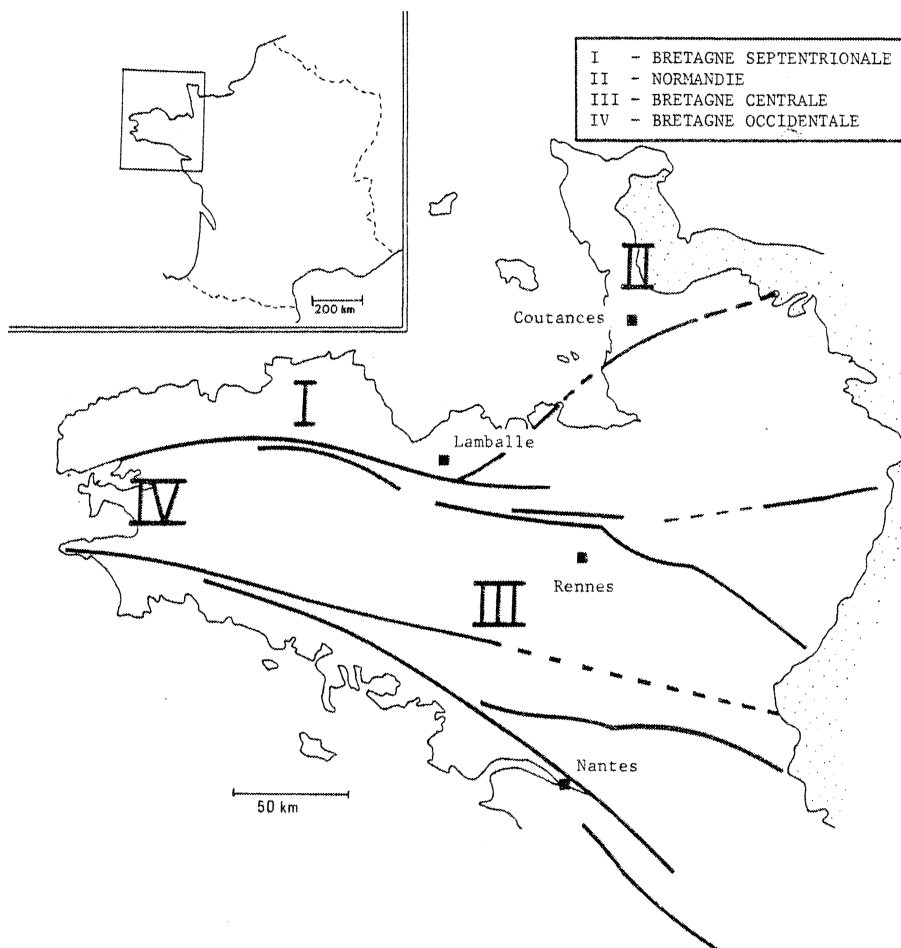 I - BRETAGNE SEPTENTRIONALE
II - NORMANDIE
III - BRETAGNE CENTRALE
IV - BRETAGNE OCCIDENTALE
200 km
II
Coutances
I
Lamballe
IV
Rennes
III
Nantes
50 km